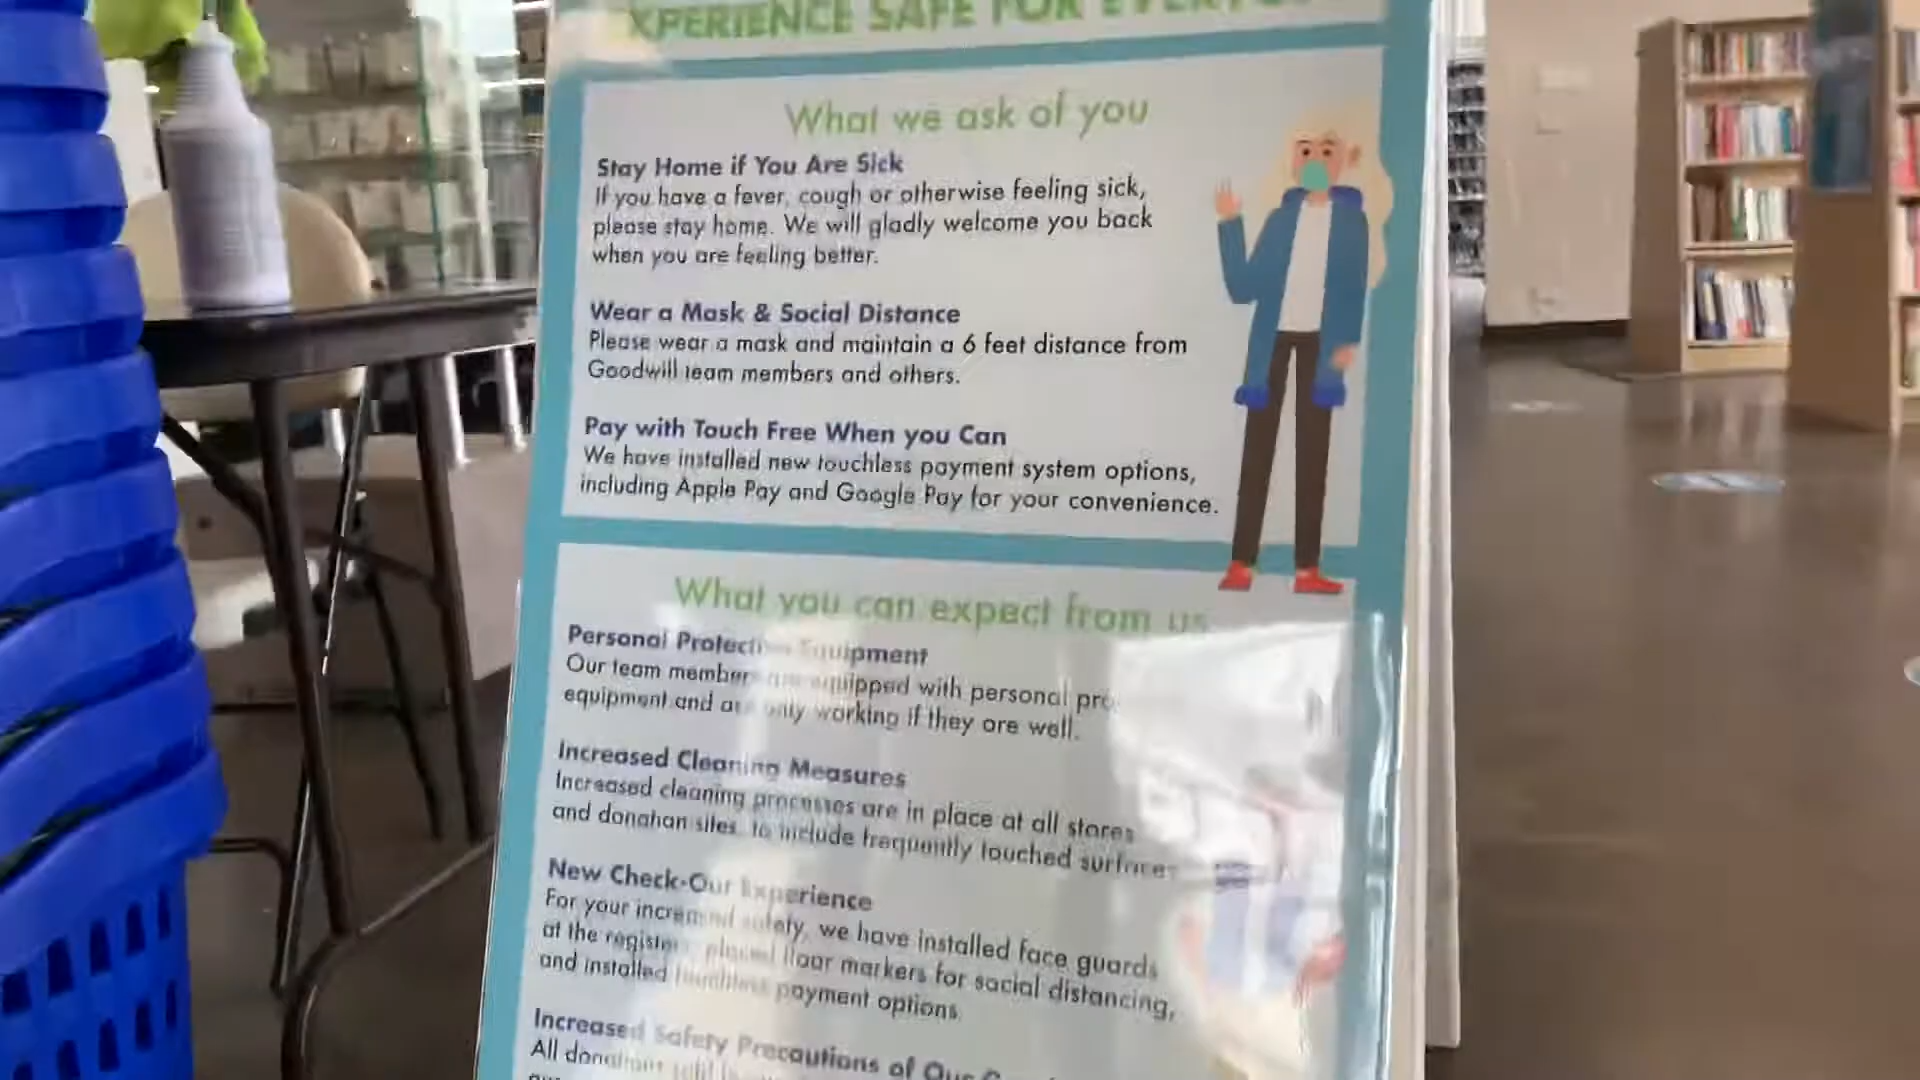 EXPERIENCE SAFE FOR
What we ask of you
Stay Home if You Are Sick
If you have a fever, cough or otherwise feeling sick,
please stay home. We will gladly welcome you back
when you are feeling better.
Wear a Mask & Social Distance
Please wear a mask and maintain a 6 feet distance from
Goodwill team members and others.
Pay with Touch Free When you Can
We have installed new touchless payment system options,
including Apple Pay and Google Pay for your convenience.
What you can expect from us
Personal Protective Equipment
Our team members are equipped with personal
equipment and are only working if they are well.
Increased Cleaning Measures
Increased cleaning processes are in place at all stores
and donation sites, to include frequently touched surfaces
New Check-Out Experience
For your increased safety, we have installed face guards
at the registers, placed floor markers for social distancing,
and installed touchless payment options.
Increased Safety Precautions of Our
All donations sold